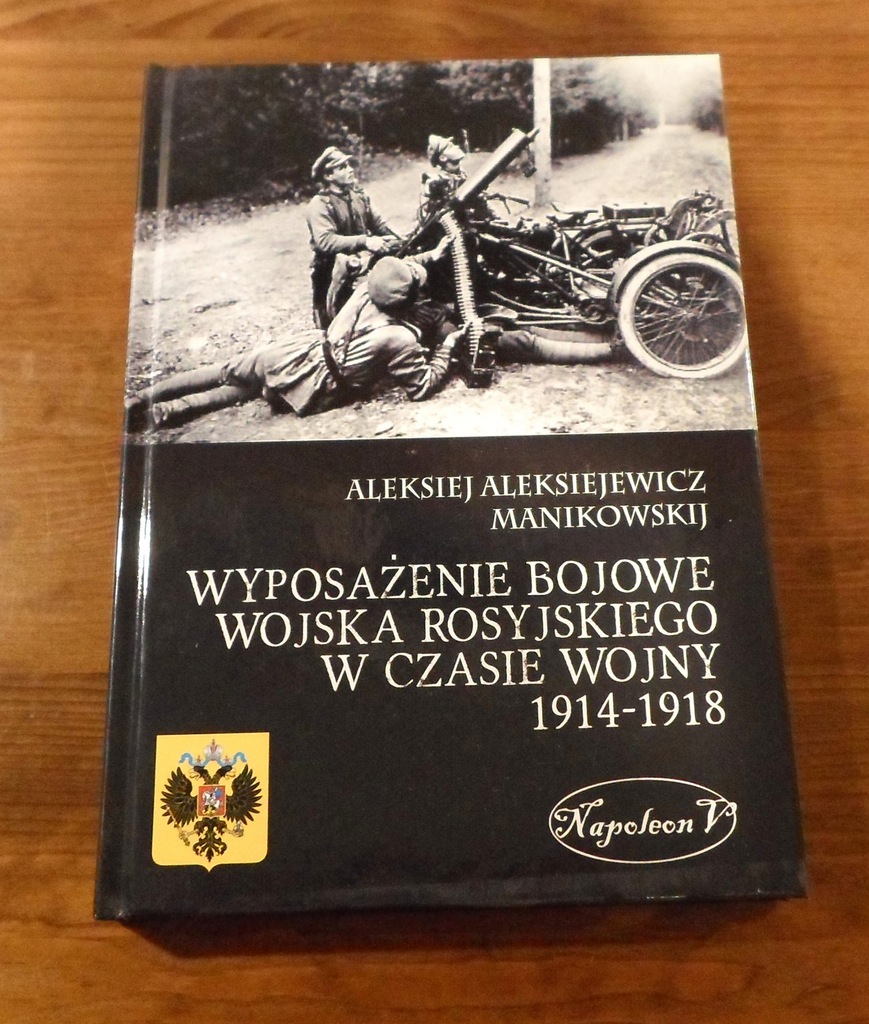 ALEKSIEJ ALEKSIEJEWICZ
MANIKOWSKIJ
WYPOSAŻENIE BOJOWE
WOJSKA ROSYJSKIEGO
W CZASIE WOJNY
1914-1918
Napoleon V